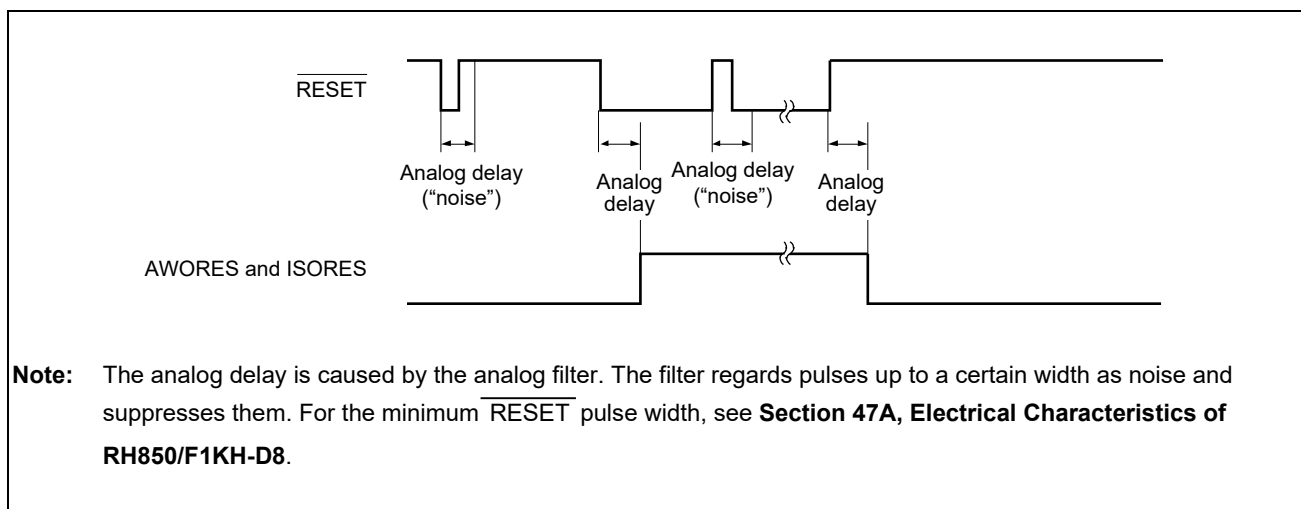 RESET
Analog delay
(“noise”)
Analog
delay
Analog delay
(“noise”)
Analog
delay
AWORES and ISORES
Note: The analog delay is caused by the analog filter. The filter regards pulses up to a certain width as noise and
suppresses them. For the minimum RESET pulse width, see Section 47A, Electrical Characteristics of
RH850/F1KH-D8.